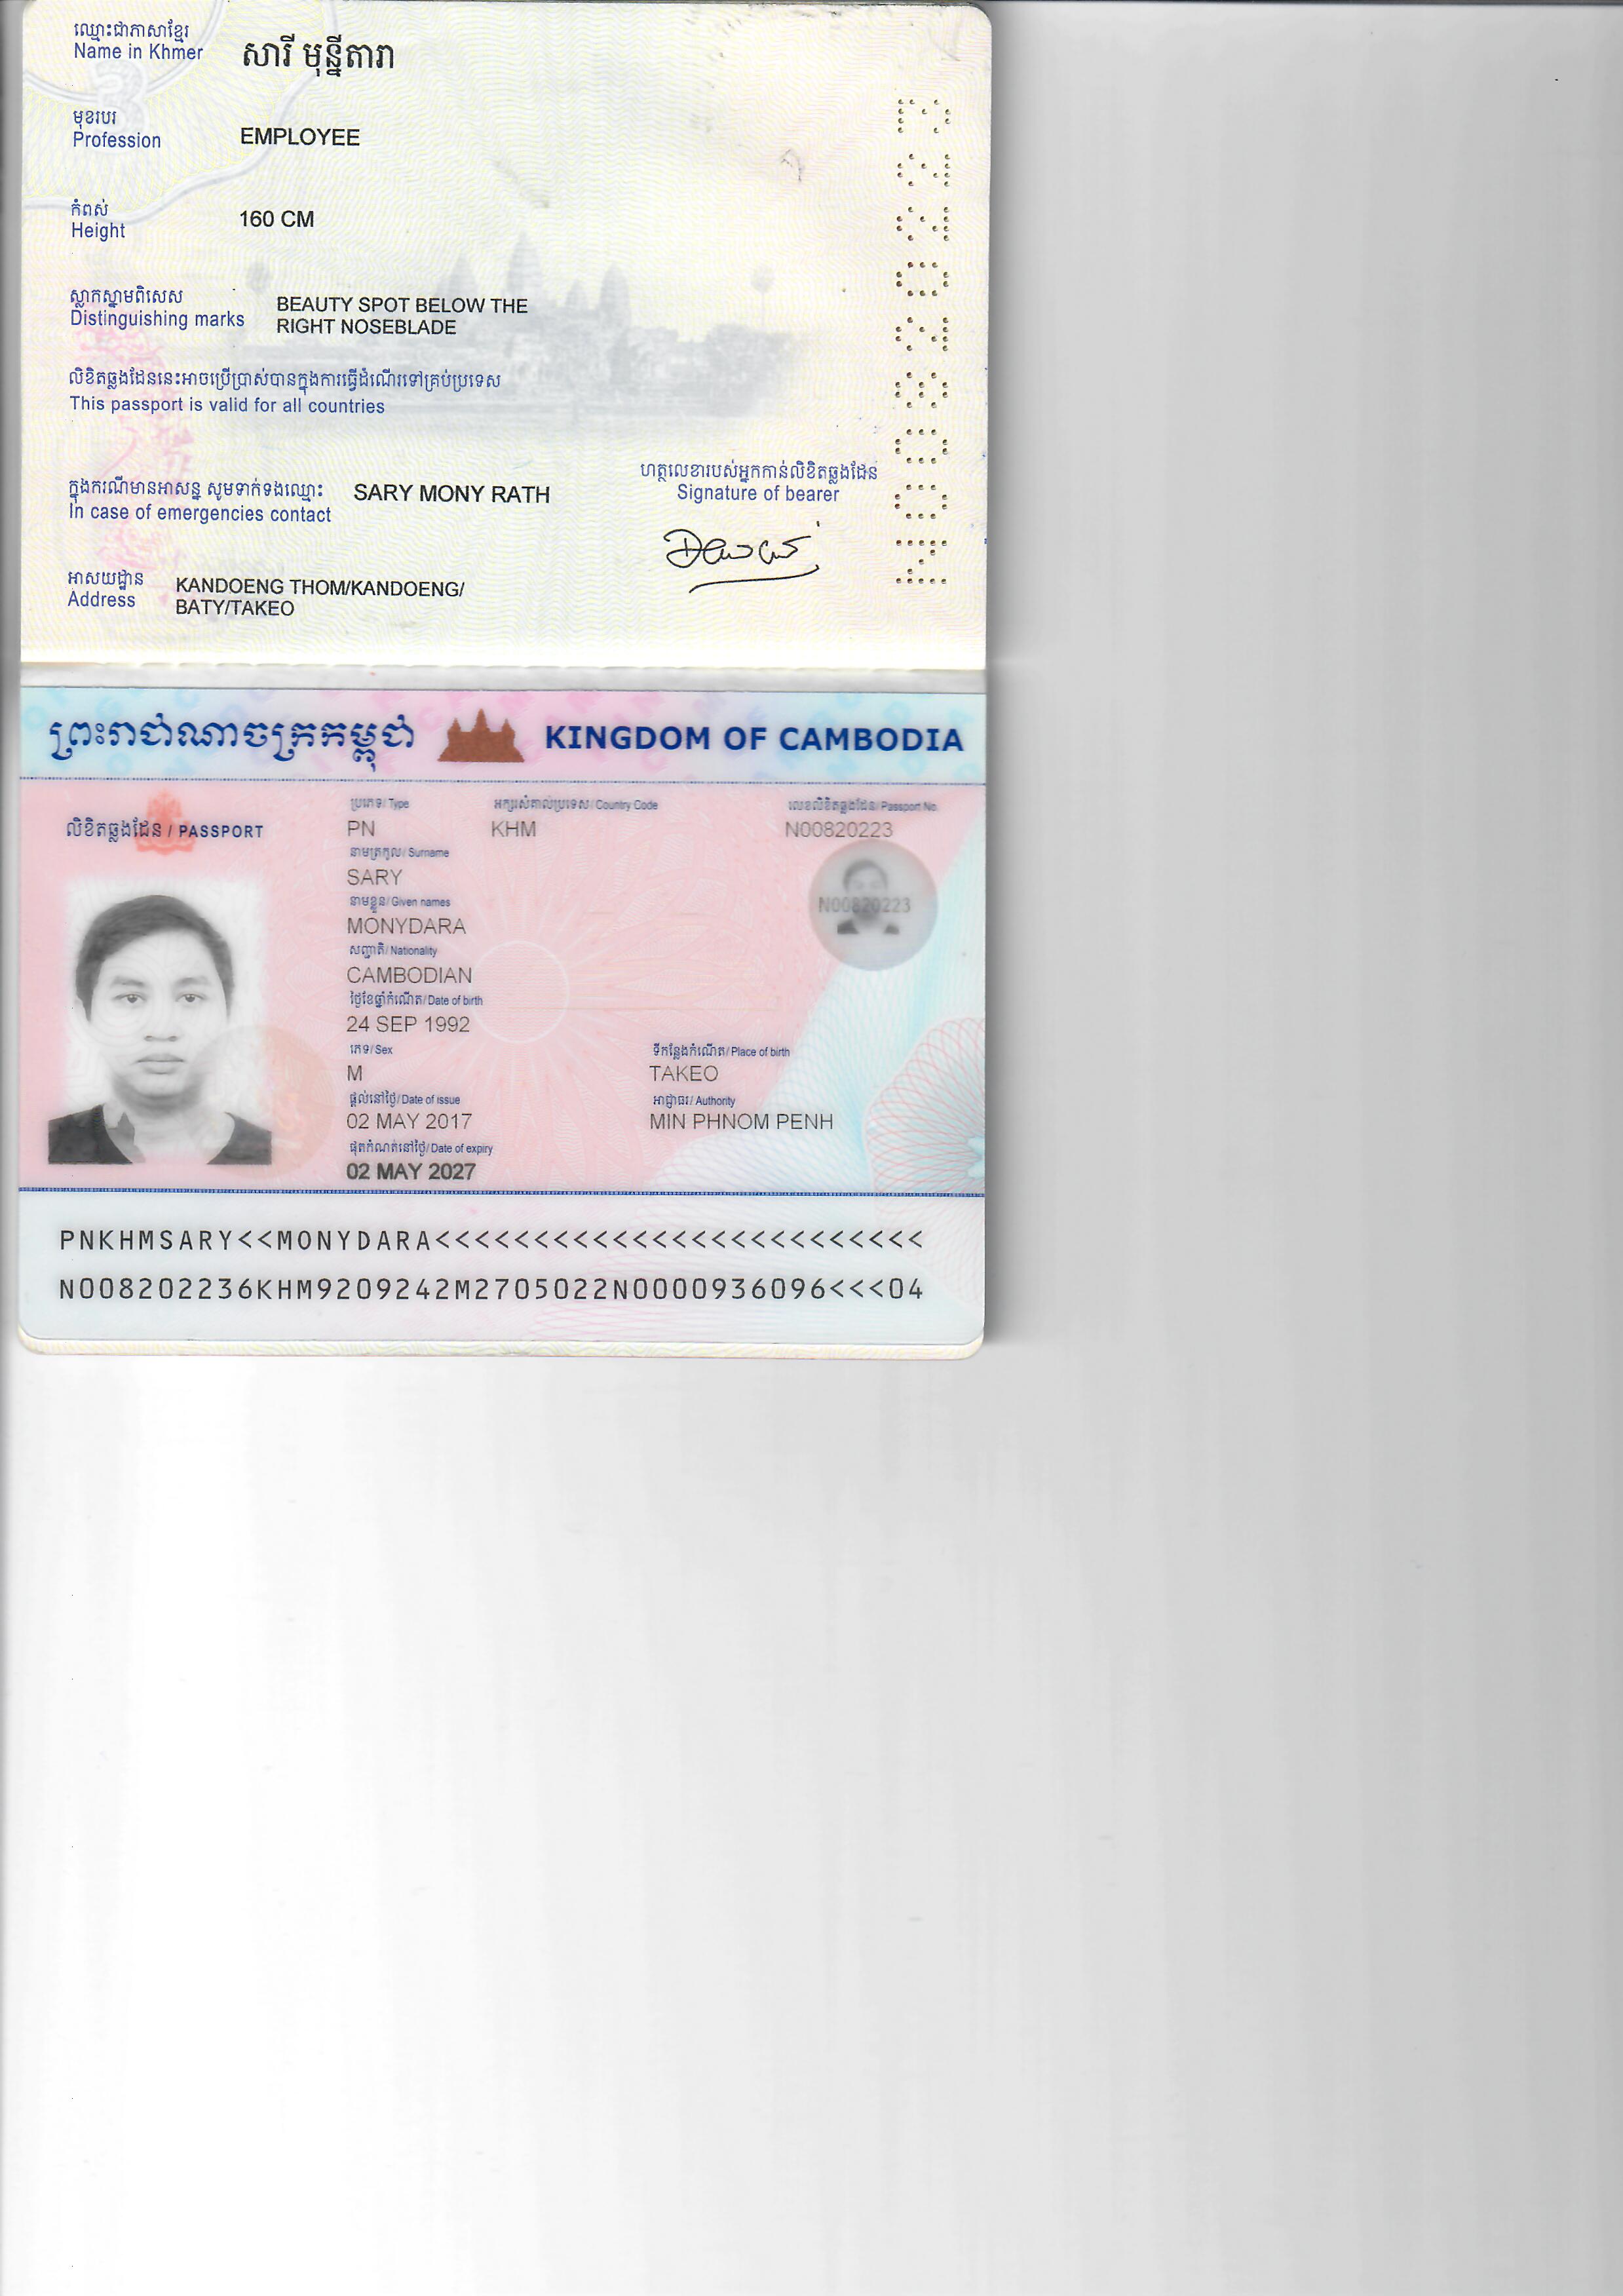 ឈ្មោះជាភាសាខ្មែរ
Name in Khmer
សារី មុន្នីតារា
មុខរបរ
Profession
EMPLOYEE
កំពស់
Height
160 CM
ស្លាកស្នាមពិសេស
Distinguishing marks
BEAUTY SPOT BELOW THE
RIGHT NOSEBLADE
លិខិតឆ្លងដែននេះអាចប្រើប្រាស់បានក្នុងការធ្វើដំណើរទៅគ្រប់ប្រទេស
This passport is valid for all countries
ក្នុងករណីមានអាសន្ន សូមទាក់ទងឈ្មោះ
In case of emergencies contact
SARY MONY RATH
ហត្ថលេខារបស់អ្នកកាន់លិខិតឆ្លងដែន
Signature of bearer
អាសយដ្ឋាន
Address
KANDOENG THOM/KANDOENG/
BATY/TAKEO
N00820223
ព្រះរាជាណាចក្រកម្ពុជា KINGDOM OF CAMBODIA
លិខិតឆ្លងដែន / PASSPORT
ប្រភេទ/ Type
PN
អក្សរសំគាល់ប្រទេស/ Country Code
KHM
លេខលិខិតឆ្លងដែន/ Passport No.
N00820223
នាមត្រកូល/ Surname
SARY
នាមខ្លួន/ Given names
MONYDARA
N00820223
សញ្ជាតិ/ Nationality
CAMBODIAN
ថ្ងៃខែឆ្នាំកំណើត/ Date of birth
24 SEP 1992
ភេទ/ Sex
M
ទីកន្លែងកំណើត/ Place of birth
TAKEO
ផ្តល់នៅថ្ងៃ/ Date of issue
02 MAY 2017
អាជ្ញាធរ/ Authority
MIN PHNOM PENH
ផុតកំណត់នៅថ្ងៃ/ Date of expiry
02 MAY 2027
PNKHMSARY<<MONYDARA<<<<<<<<<<<<<<<<<<<<<<<<<
N008202236KHM9209242M2705022N0000936096<<<04